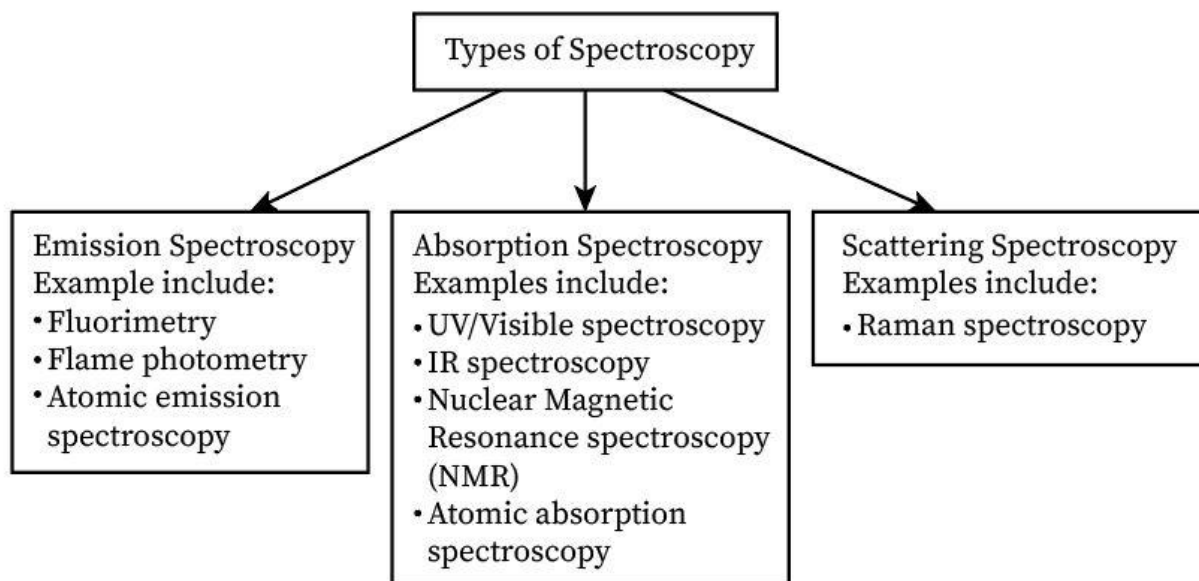 Types of Spectroscopy
Emission Spectroscopy
Example include:
• Fluorimetry
• Flame photometry
• Atomic emission
spectroscopy
Absorption Spectroscopy
Examples include:
• UV/Visible spectroscopy
• IR spectroscopy
• Nuclear Magnetic
Resonance spectroscopy
(NMR)
• Atomic absorption
spectroscopy
Scattering Spectroscopy
Examples include:
• Raman spectroscopy